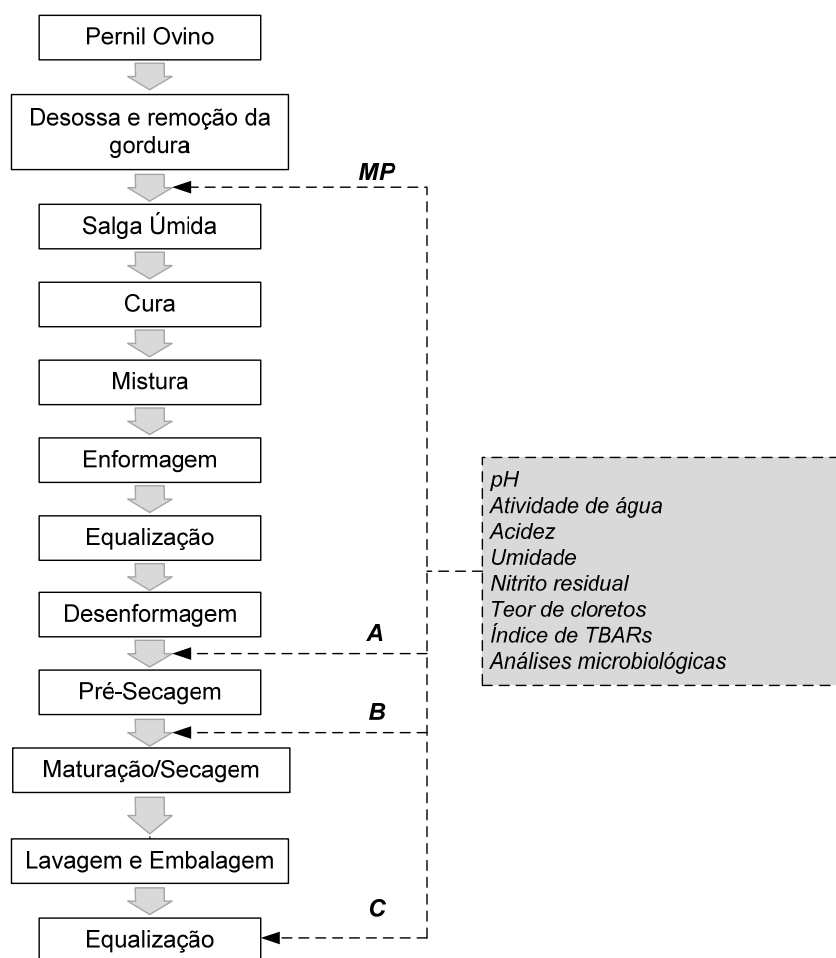 Pernil Ovino
Desossa e remoção da
gordura
MP
Salga Úmida
Cura
Mistura
Enformagem
Equalização
Desenformagem
A
Pré-Secagem
B
Maturação/Secagem
Lavagem e Embalagem
C
Equalização
pH
Atividade de água
Acidez
Umidade
Nitrito residual
Teor de cloretos
Índice de TBARs
Análises microbiológicas